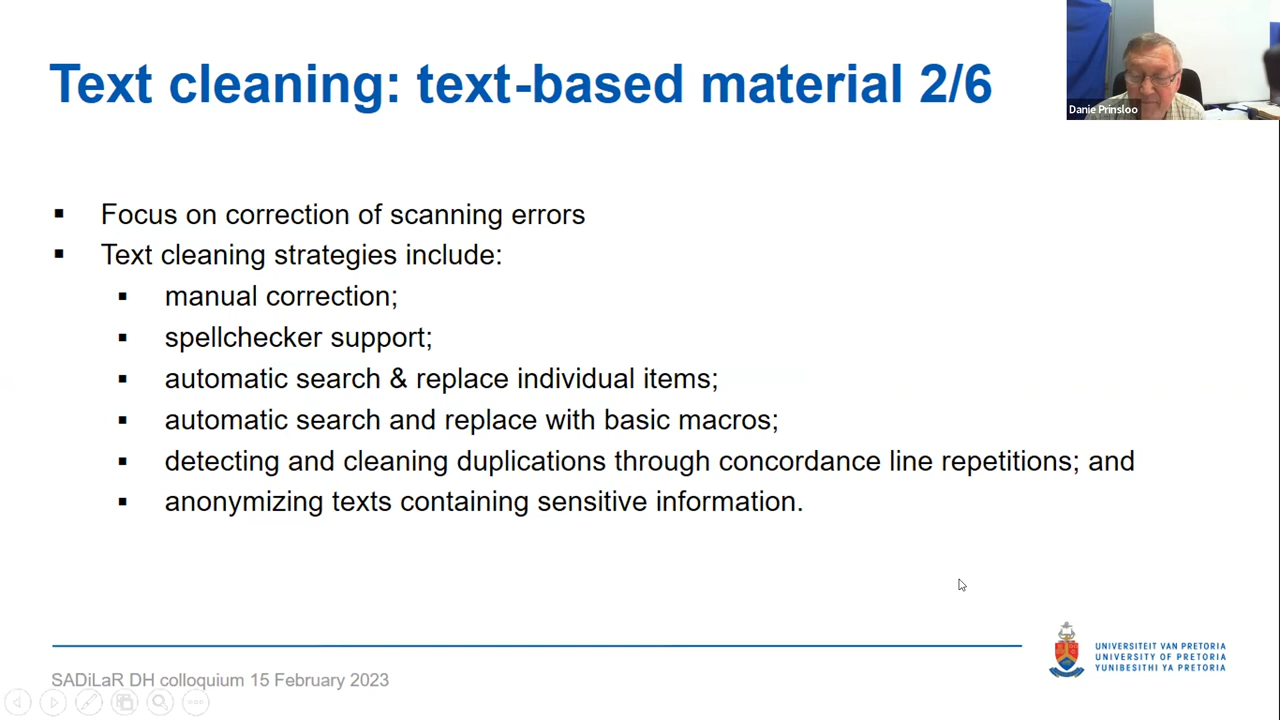 Text cleaning: text-based material 2/6
Danie Prinsloo
▪ Focus on correction of scanning errors
▪ Text cleaning strategies include:
▪ manual correction;
▪ spellchecker support;
▪ automatic search & replace individual items;
▪ automatic search and replace with basic macros;
▪ detecting and cleaning duplications through concordance line repetitions; and
▪ anonymizing texts containing sensitive information.
UNIVERSITEIT VAN PRETORIA
UNIVERSITY OF PRETORIA
YUNIBESITHI YA PRETORIA
SADiLaR DH colloquium 15 February 2023